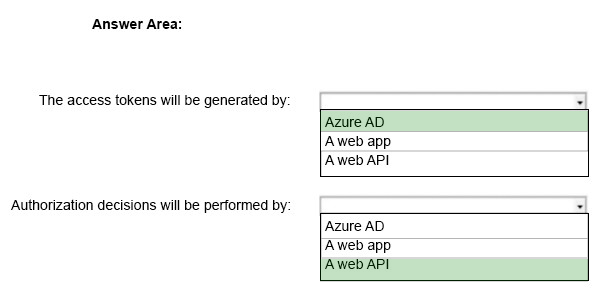 Answer Area:
The access tokens will be generated by:
Azure AD
A web app
A web API
Authorization decisions will be performed by:
Azure AD
A web app
A web API